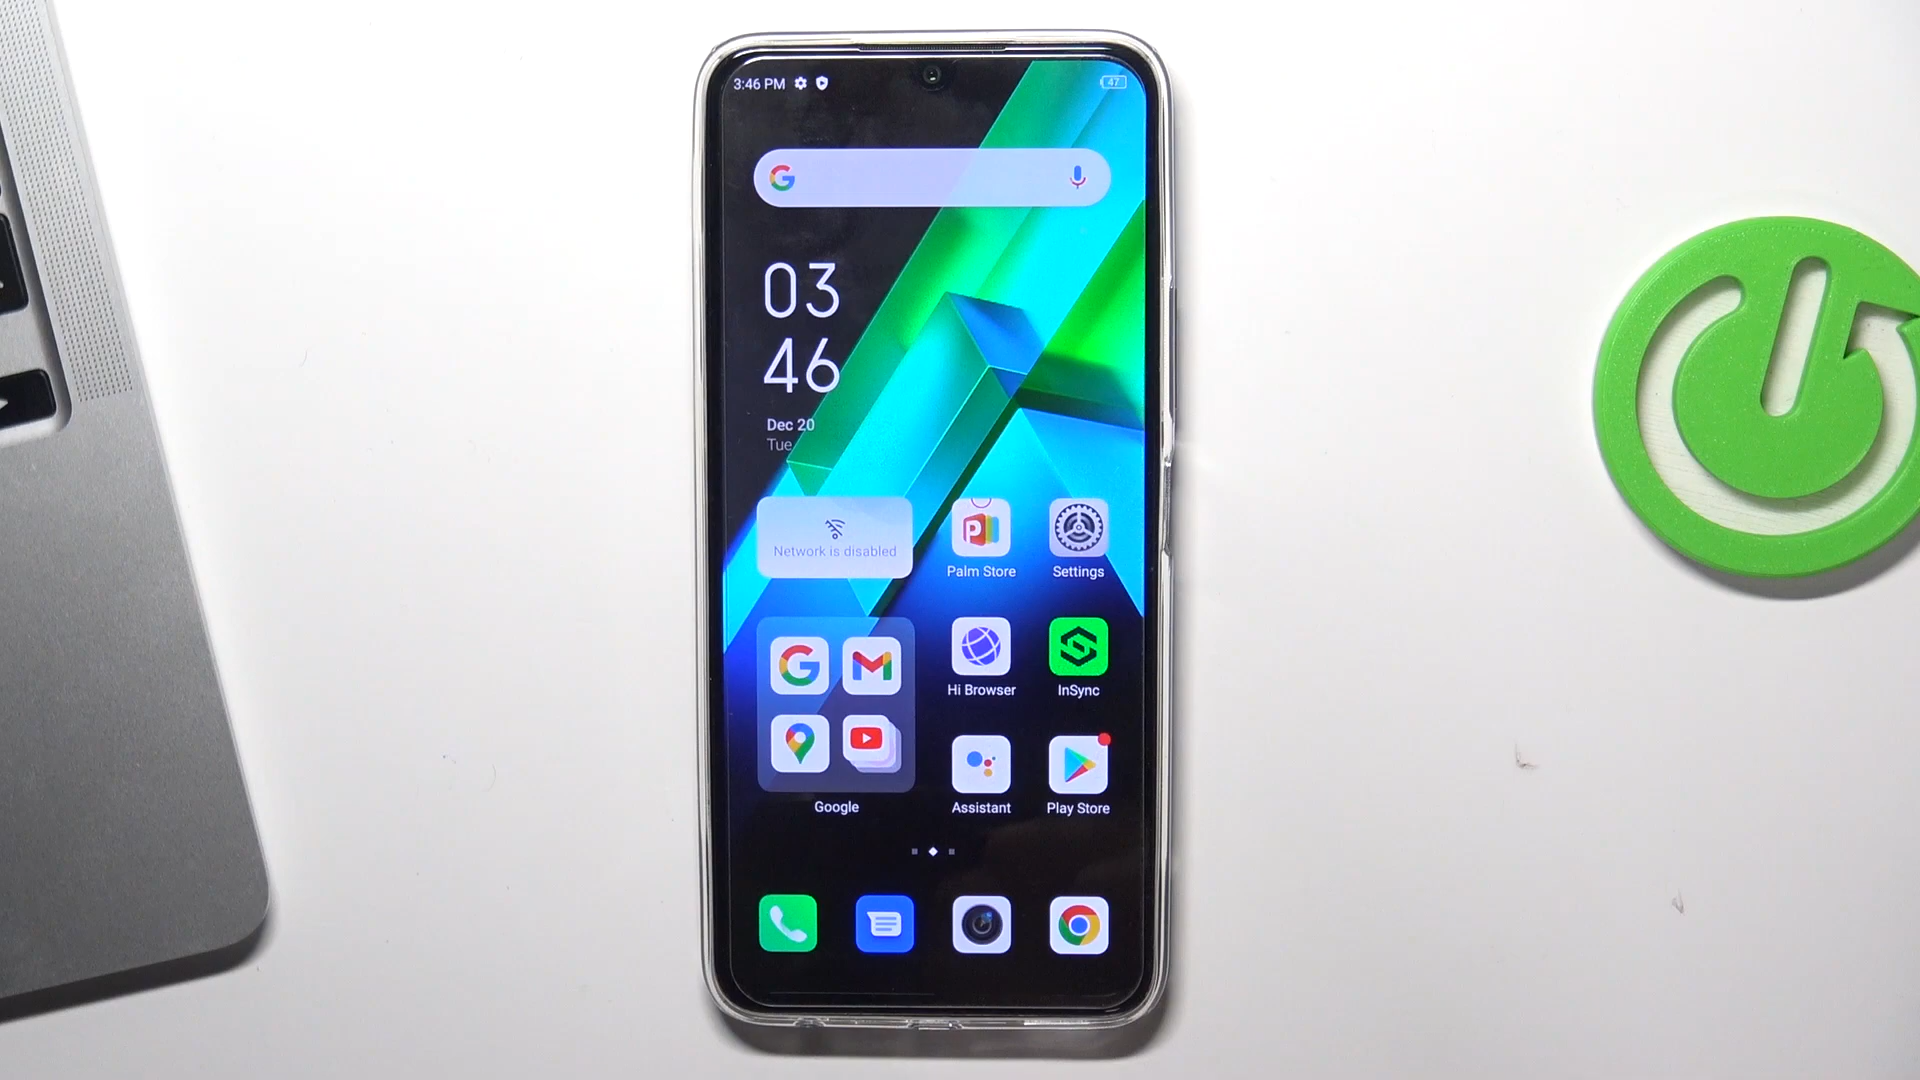 3:46 PM
47
03
46
Dec 20
Tue
Network is disabled
Palm Store
Settings
Hi Browser
InSync
Google
Assistant
Play Store